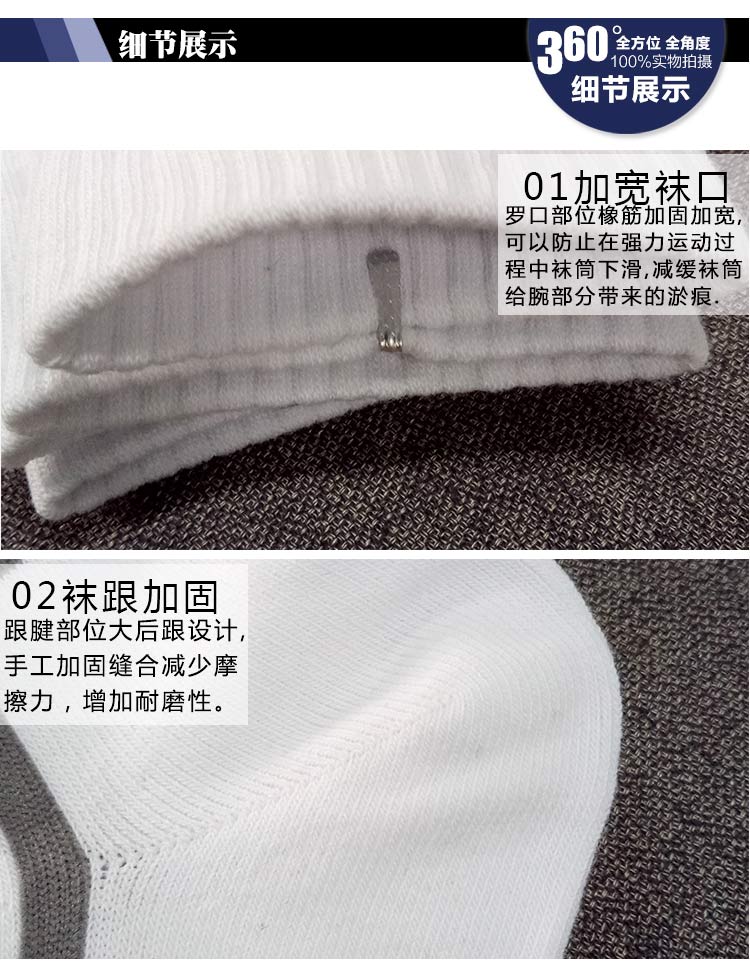 细节展示
360°全方位 全角度
100%实物拍摄
细节展示
01加宽袜口
罗口部位橡筋加固加宽,
可以防止在强力运动过
程中袜筒下滑,减缓袜筒
给腕部分带来的淤痕.
02袜跟加固
跟腱部位大后跟设计,
手工加固缝合减少摩
擦力，增加耐磨性。